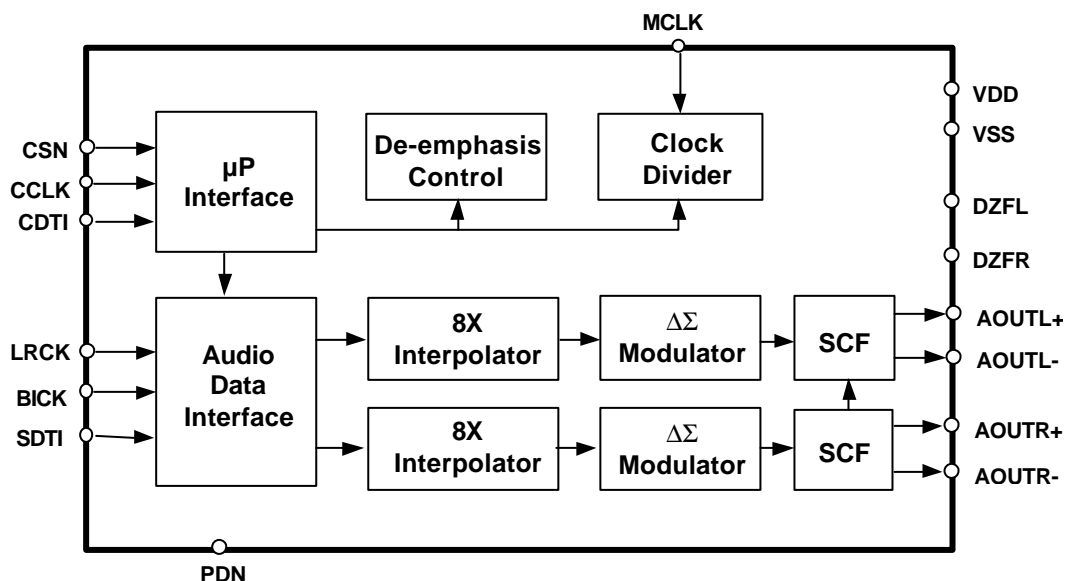 MCLK
VDD
VSS
CSN
CCLK
CDTI
µP
Interface
De-emphasis
Control
Clock
Divider
DZFL
DZFR
LRCK
BICK
SDTI
Audio
Data
Interface
8X
Interpolator
ΔΣ
Modulator
SCF
AOUTL+
AOUTL-
8X
Interpolator
ΔΣ
Modulator
SCF
AOUTR+
AOUTR-
PDN